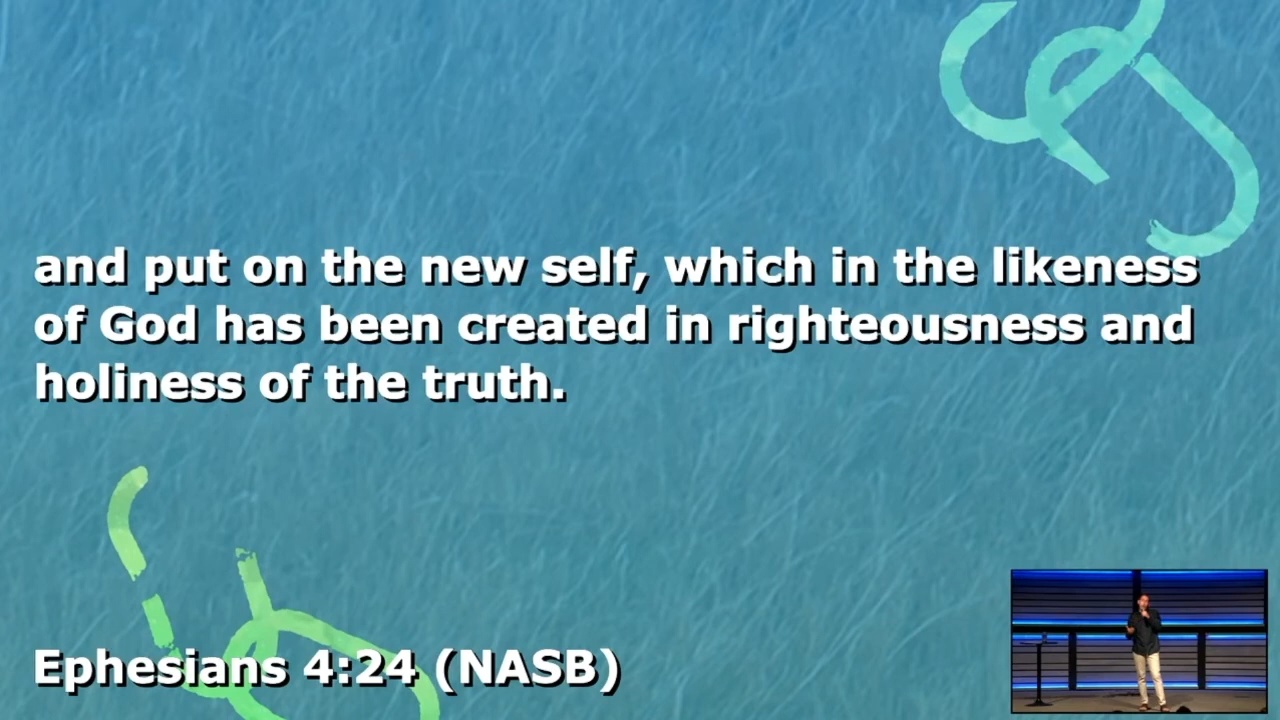 and put on the new self, which in the likeness
of God has been created in righteousness and
holiness of the truth.
Ephesians 4:24 (NASB)